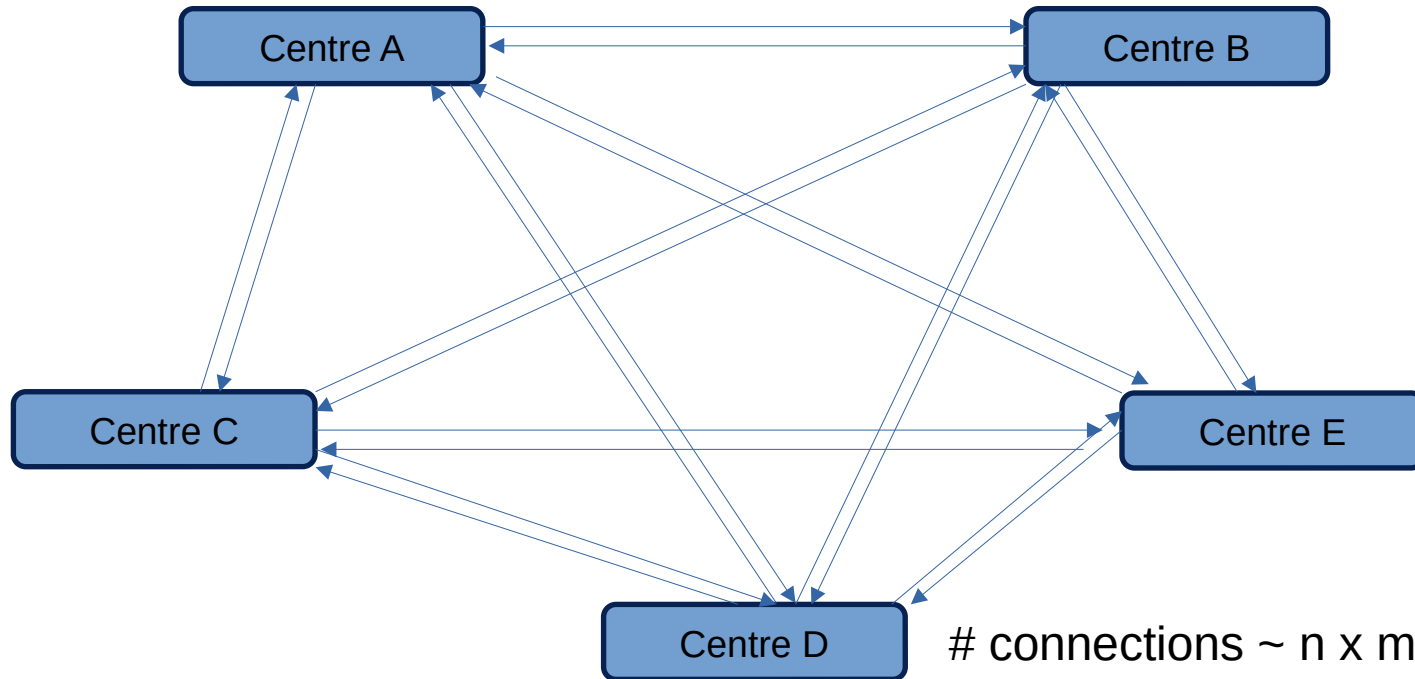 Centre A
Centre B
Centre C
Centre E
Centre D
# connections ~ n x m